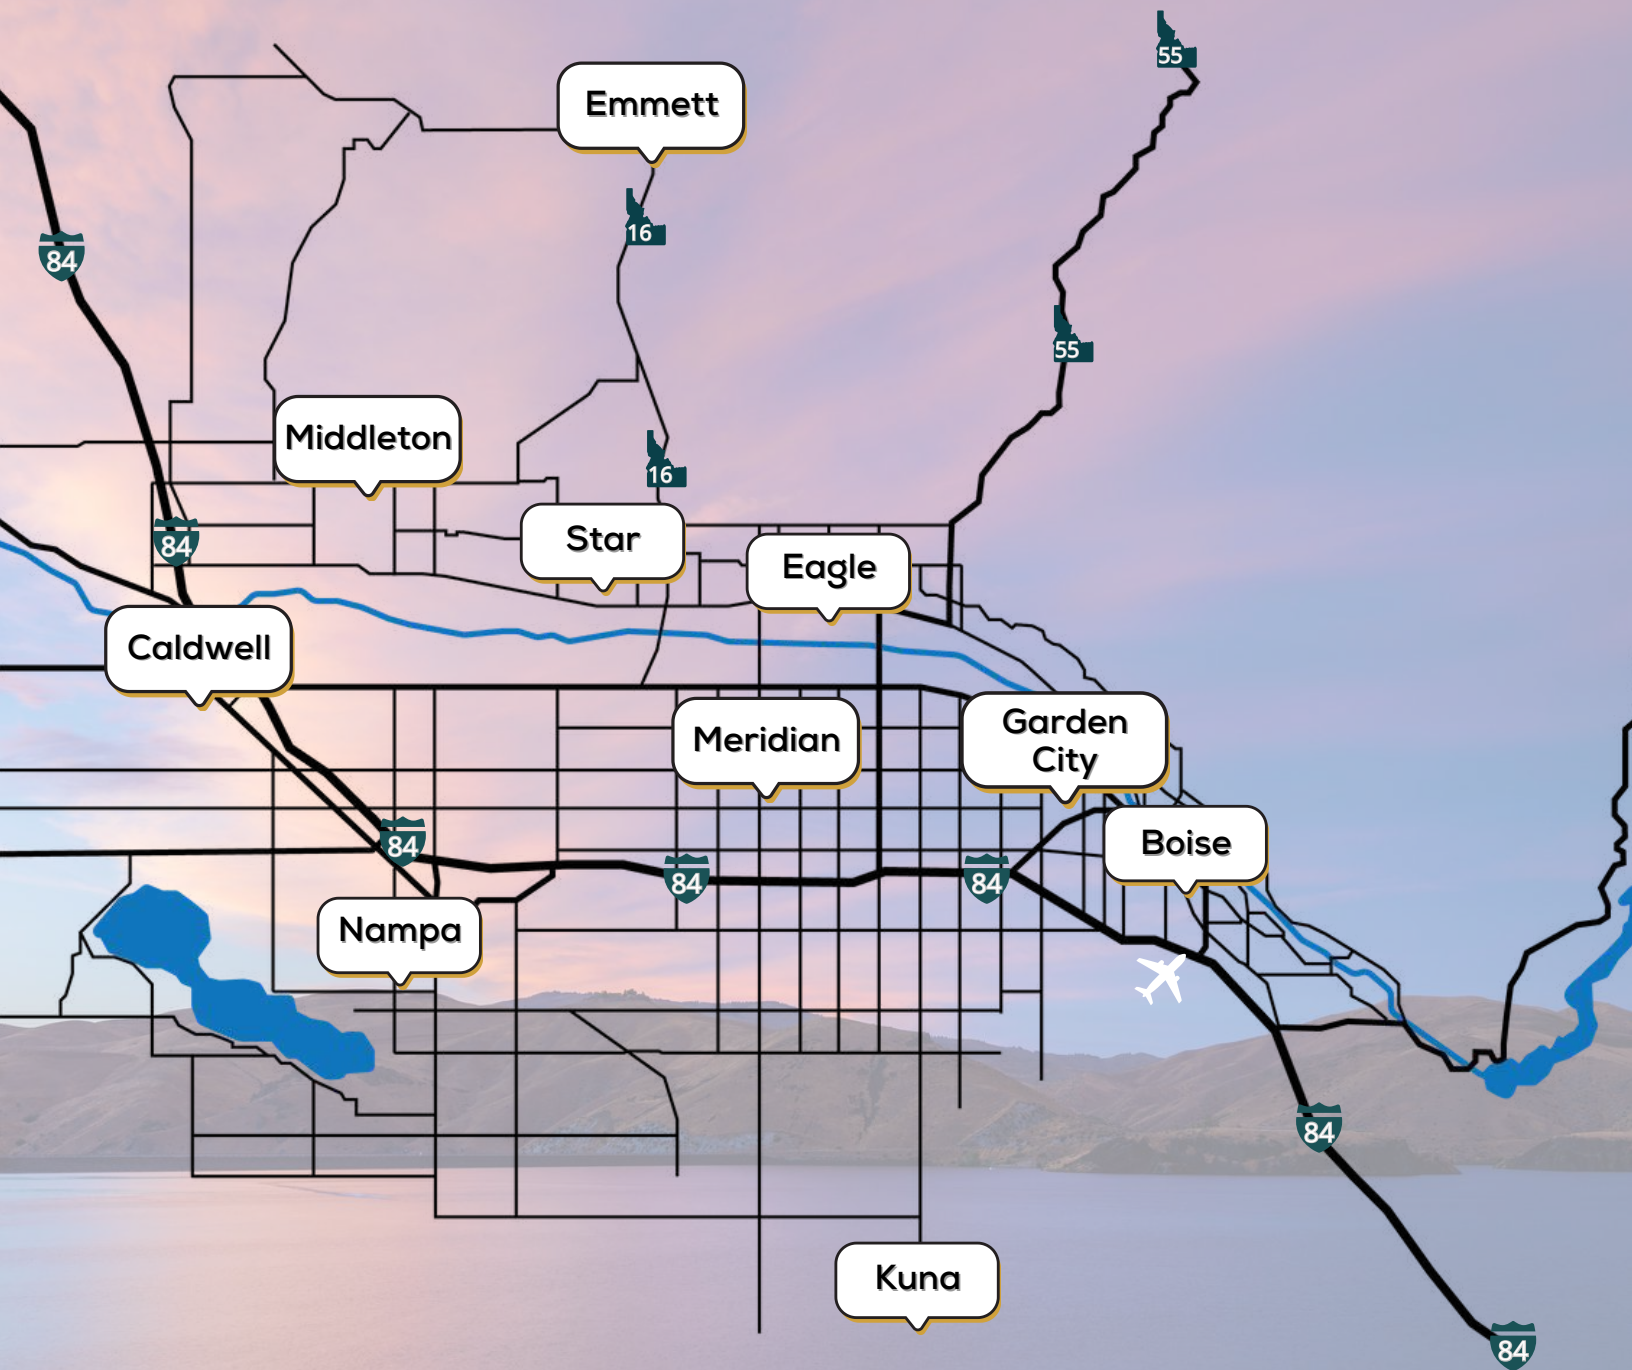 55
Emmett
16
84
55
Middleton
16
84
Star
Eagle
Caldwell
Garden
City
Meridian
84
Boise
84
84
Nampa
84
Kuna
84